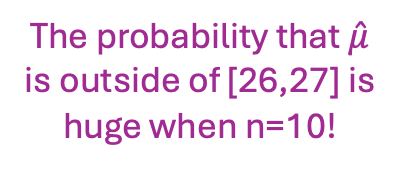 The probability that μ̂
is outside of [26,27] is
huge when n=10!